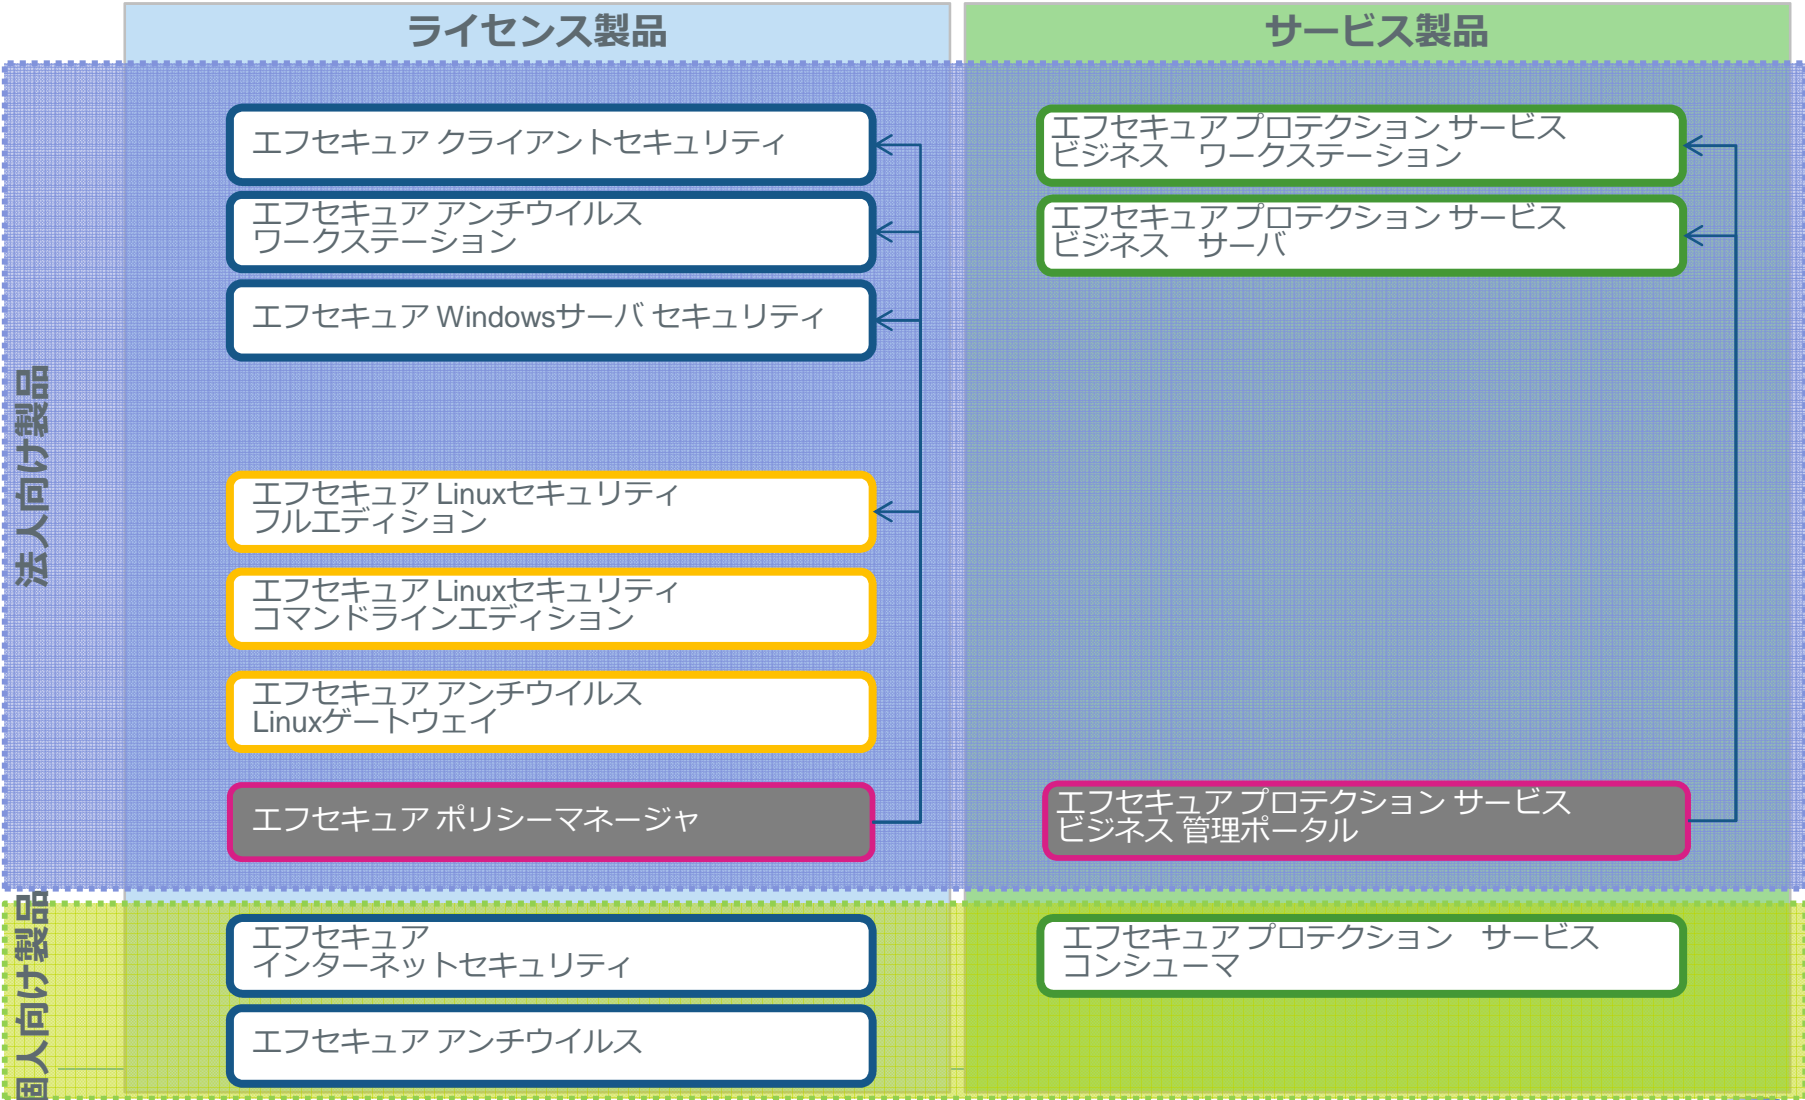 ライセンス製品
サービス製品
法人向け製品
エフセキュア クライアントセキュリティ
エフセキュア アンチウイルス
ワークステーション
エフセキュア Windowsサーバ セキュリティ
エフセキュア Linuxセキュリティ
フルエディション
エフセキュア Linuxセキュリティ
コマンドラインエディション
エフセキュア アンチウイルス
Linuxゲートウェイ
エフセキュア ポリシーマネージャ
エフセキュア プロテクション サービス
ビジネス　ワークステーション
エフセキュア プロテクション サービス
ビジネス　サーバ
エフセキュア プロテクション サービス
ビジネス 管理ポータル
個人向け製品
エフセキュア
インターネットセキュリティ
エフセキュア アンチウイルス
エフセキュア プロテクション　サービス
コンシューマ